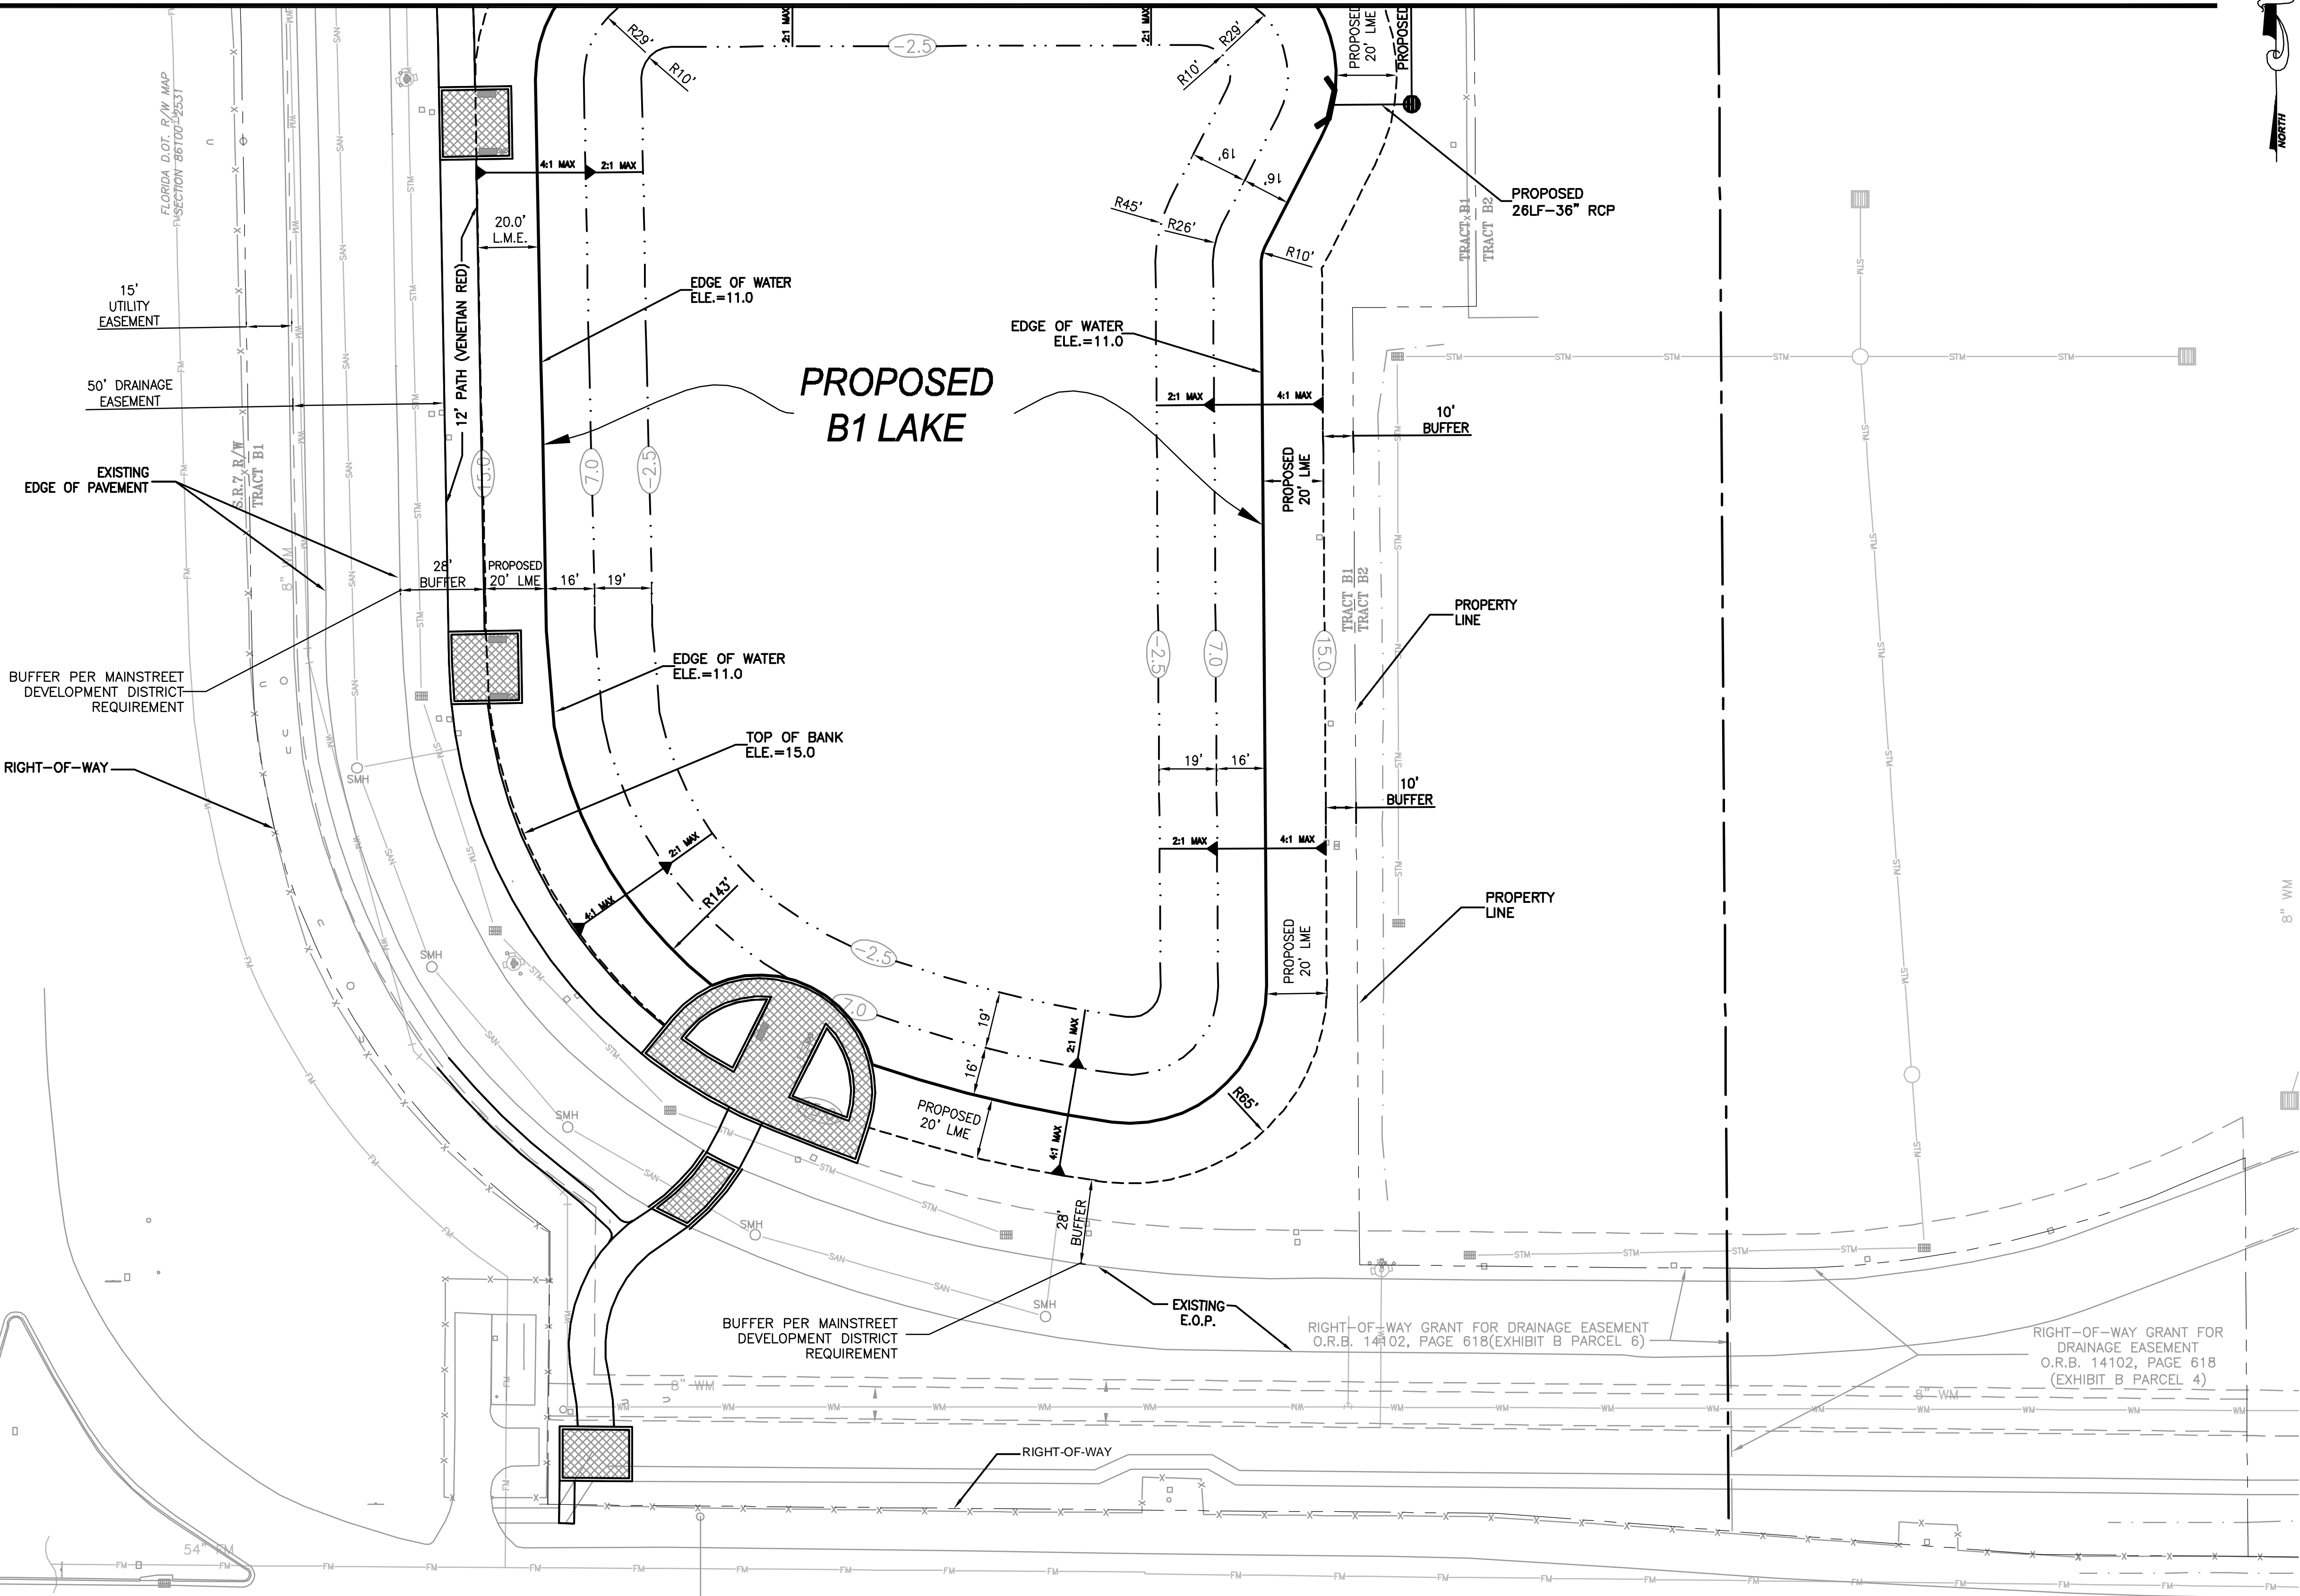 2:1 MAX
2:1 MAX
-2.5
R29'
R10'
R29'
R10'
PROPOSED
20' LME
PROPOSED
NORTH
FLORIDA D.OT. R/W MAP
SECTION 86100-2531
4:1 MAX
2:1 MAX
20.0'
L.M.E.
19'
16'
R45'
R26'
R10'
PROPOSED
26LF-36" RCP
TRACT B1
TRACT B2
15'
UTILITY
EASEMENT
12' PATH (VENETIAN RED)
EDGE OF WATER
ELE.=11.0
EDGE OF WATER
ELE.=11.0
PROPOSED
B1 LAKE
50' DRAINAGE
EASEMENT
2:1 MAX
4:1 MAX
10'
BUFFER
EXISTING
EDGE OF PAVEMENT
S.R.7 R/W
TRACT B1
15.0
7.0
-2.5
PROPOSED
20' LME
8" WM
28'
BUFFER
PROPOSED
20' LME
16'
19'
TRACT B1
TRACT B2
PROPERTY
LINE
BUFFER PER MAINSTREET
DEVELOPMENT DISTRICT
REQUIREMENT
EDGE OF WATER
ELE.=11.0
-2.5
7.0
15.0
TOP OF BANK
ELE.=15.0
RIGHT-OF-WAY
SMH
19'
16'
10'
BUFFER
2:1 MAX
4:1 MAX
2:1 MAX
4:1 MAX
R143'
PROPERTY
LINE
8" WM
SMH
-2.5
7.0
PROPOSED
20' LME
19'
16'
2:1 MAX
4:1 MAX
PROPOSED
20' LME
R65'
SMH
SMH
28'
BUFFER
SMH
EXISTING
E.O.P.
BUFFER PER MAINSTREET
DEVELOPMENT DISTRICT
REQUIREMENT
RIGHT-OF-WAY GRANT FOR DRAINAGE EASEMENT
O.R.B. 14102, PAGE 618(EXHIBIT B PARCEL 6)
RIGHT-OF-WAY GRANT FOR
DRAINAGE EASEMENT
O.R.B. 14102, PAGE 618
(EXHIBIT B PARCEL 4)
8" WM
8" WM
RIGHT-OF-WAY
54" FM
FM
SAN
STM
WM